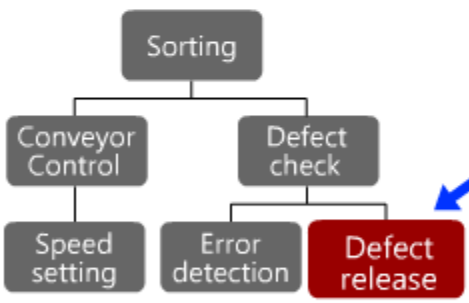 Sorting
Conveyor
Control
Defect
check
Speed
setting
Error
detection
Defect
release